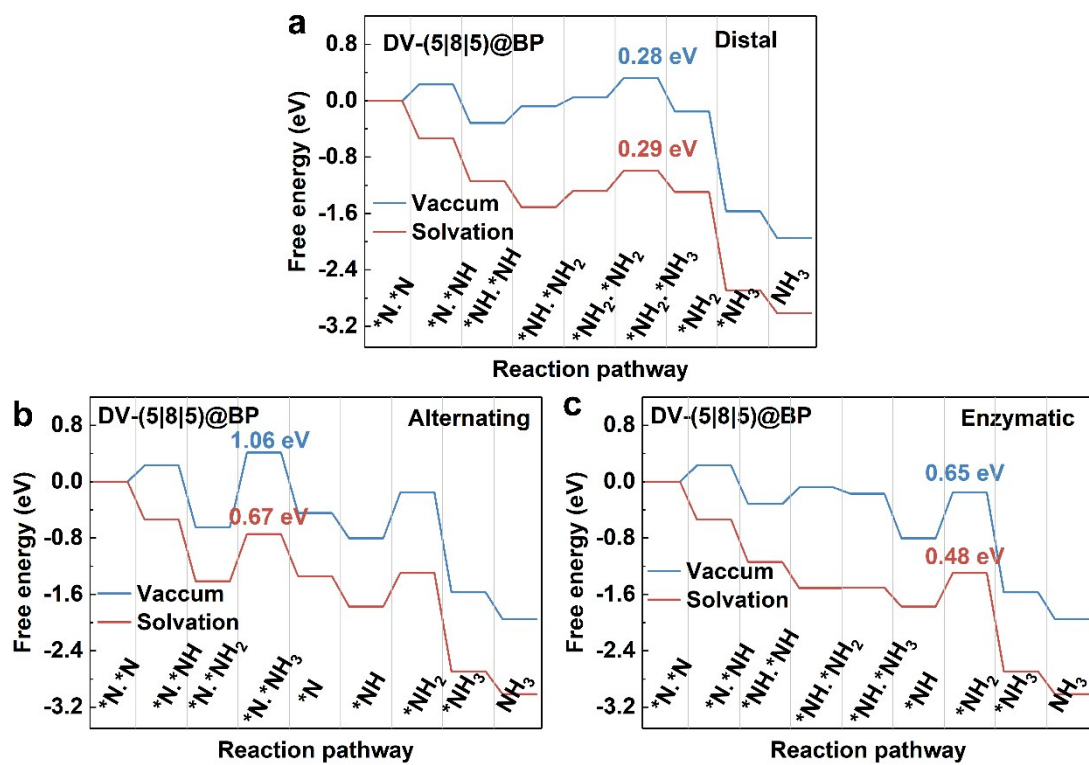 a
DV-(5|8|5)@BP
Distal
0.28 eV
0.29 eV
Vaccum
Solvation
Free energy (eV)
0.8
0.0
-0.8
-1.6
-2.4
-3.2
*N. *N
*N. *NH
*NH. *NH
*NH. *NH₂
*NH₂. *NH₂
*NH₂. *NH₃
*NH₂
*NH₃
NH₃
Reaction pathway
b
DV-(5|8|5)@BP
Alternating
1.06 eV
0.67 eV
Vaccum
Solvation
Free energy (eV)
0.8
0.0
-0.8
-1.6
-2.4
-3.2
*N. *N
*N. *NH
*N. *NH₂
*N. *NH₃
*N
*NH
*NH₂
*NH₃
NH₃
Reaction pathway
c
DV-(5|8|5)@BP
Enzymatic
0.65 eV
0.48 eV
Vaccum
Solvation
Free energy (eV)
0.8
0.0
-0.8
-1.6
-2.4
-3.2
*N. *N
*N. *NH
*NH. *NH
*NH. *NH₂
*NH. *NH₃
*NH
*NH₂
*NH₃
NH₃
Reaction pathway